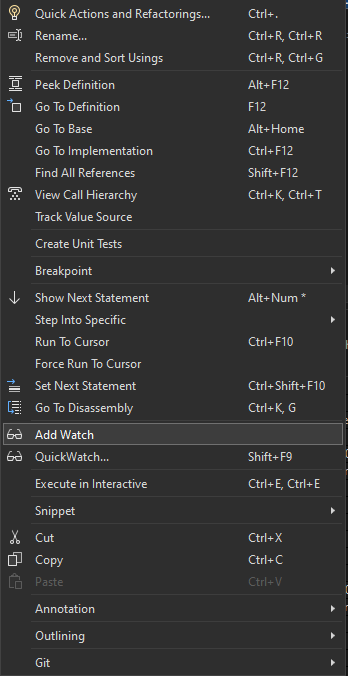 Quick Actions and Refactorings... Ctrl+.
Rename... Ctrl+R, Ctrl+R
Remove and Sort Usings Ctrl+R, Ctrl+G
Peek Definition Alt+F12
Go To Definition F12
Go To Base Alt+Home
Go To Implementation Ctrl+F12
Find All References Shift+F12
View Call Hierarchy Ctrl+K, Ctrl+T
Track Value Source
Create Unit Tests
Breakpoint
Show Next Statement Alt+Num *
Step Into Specific
Run To Cursor Ctrl+F10
Force Run To Cursor
Set Next Statement Ctrl+Shift+F10
Go To Disassembly Ctrl+K, G
Add Watch
QuickWatch... Shift+F9
Execute in Interactive Ctrl+E, Ctrl+E
Snippet
Cut Ctrl+X
Copy Ctrl+C
Paste Ctrl+V
Annotation
Outlining
Git